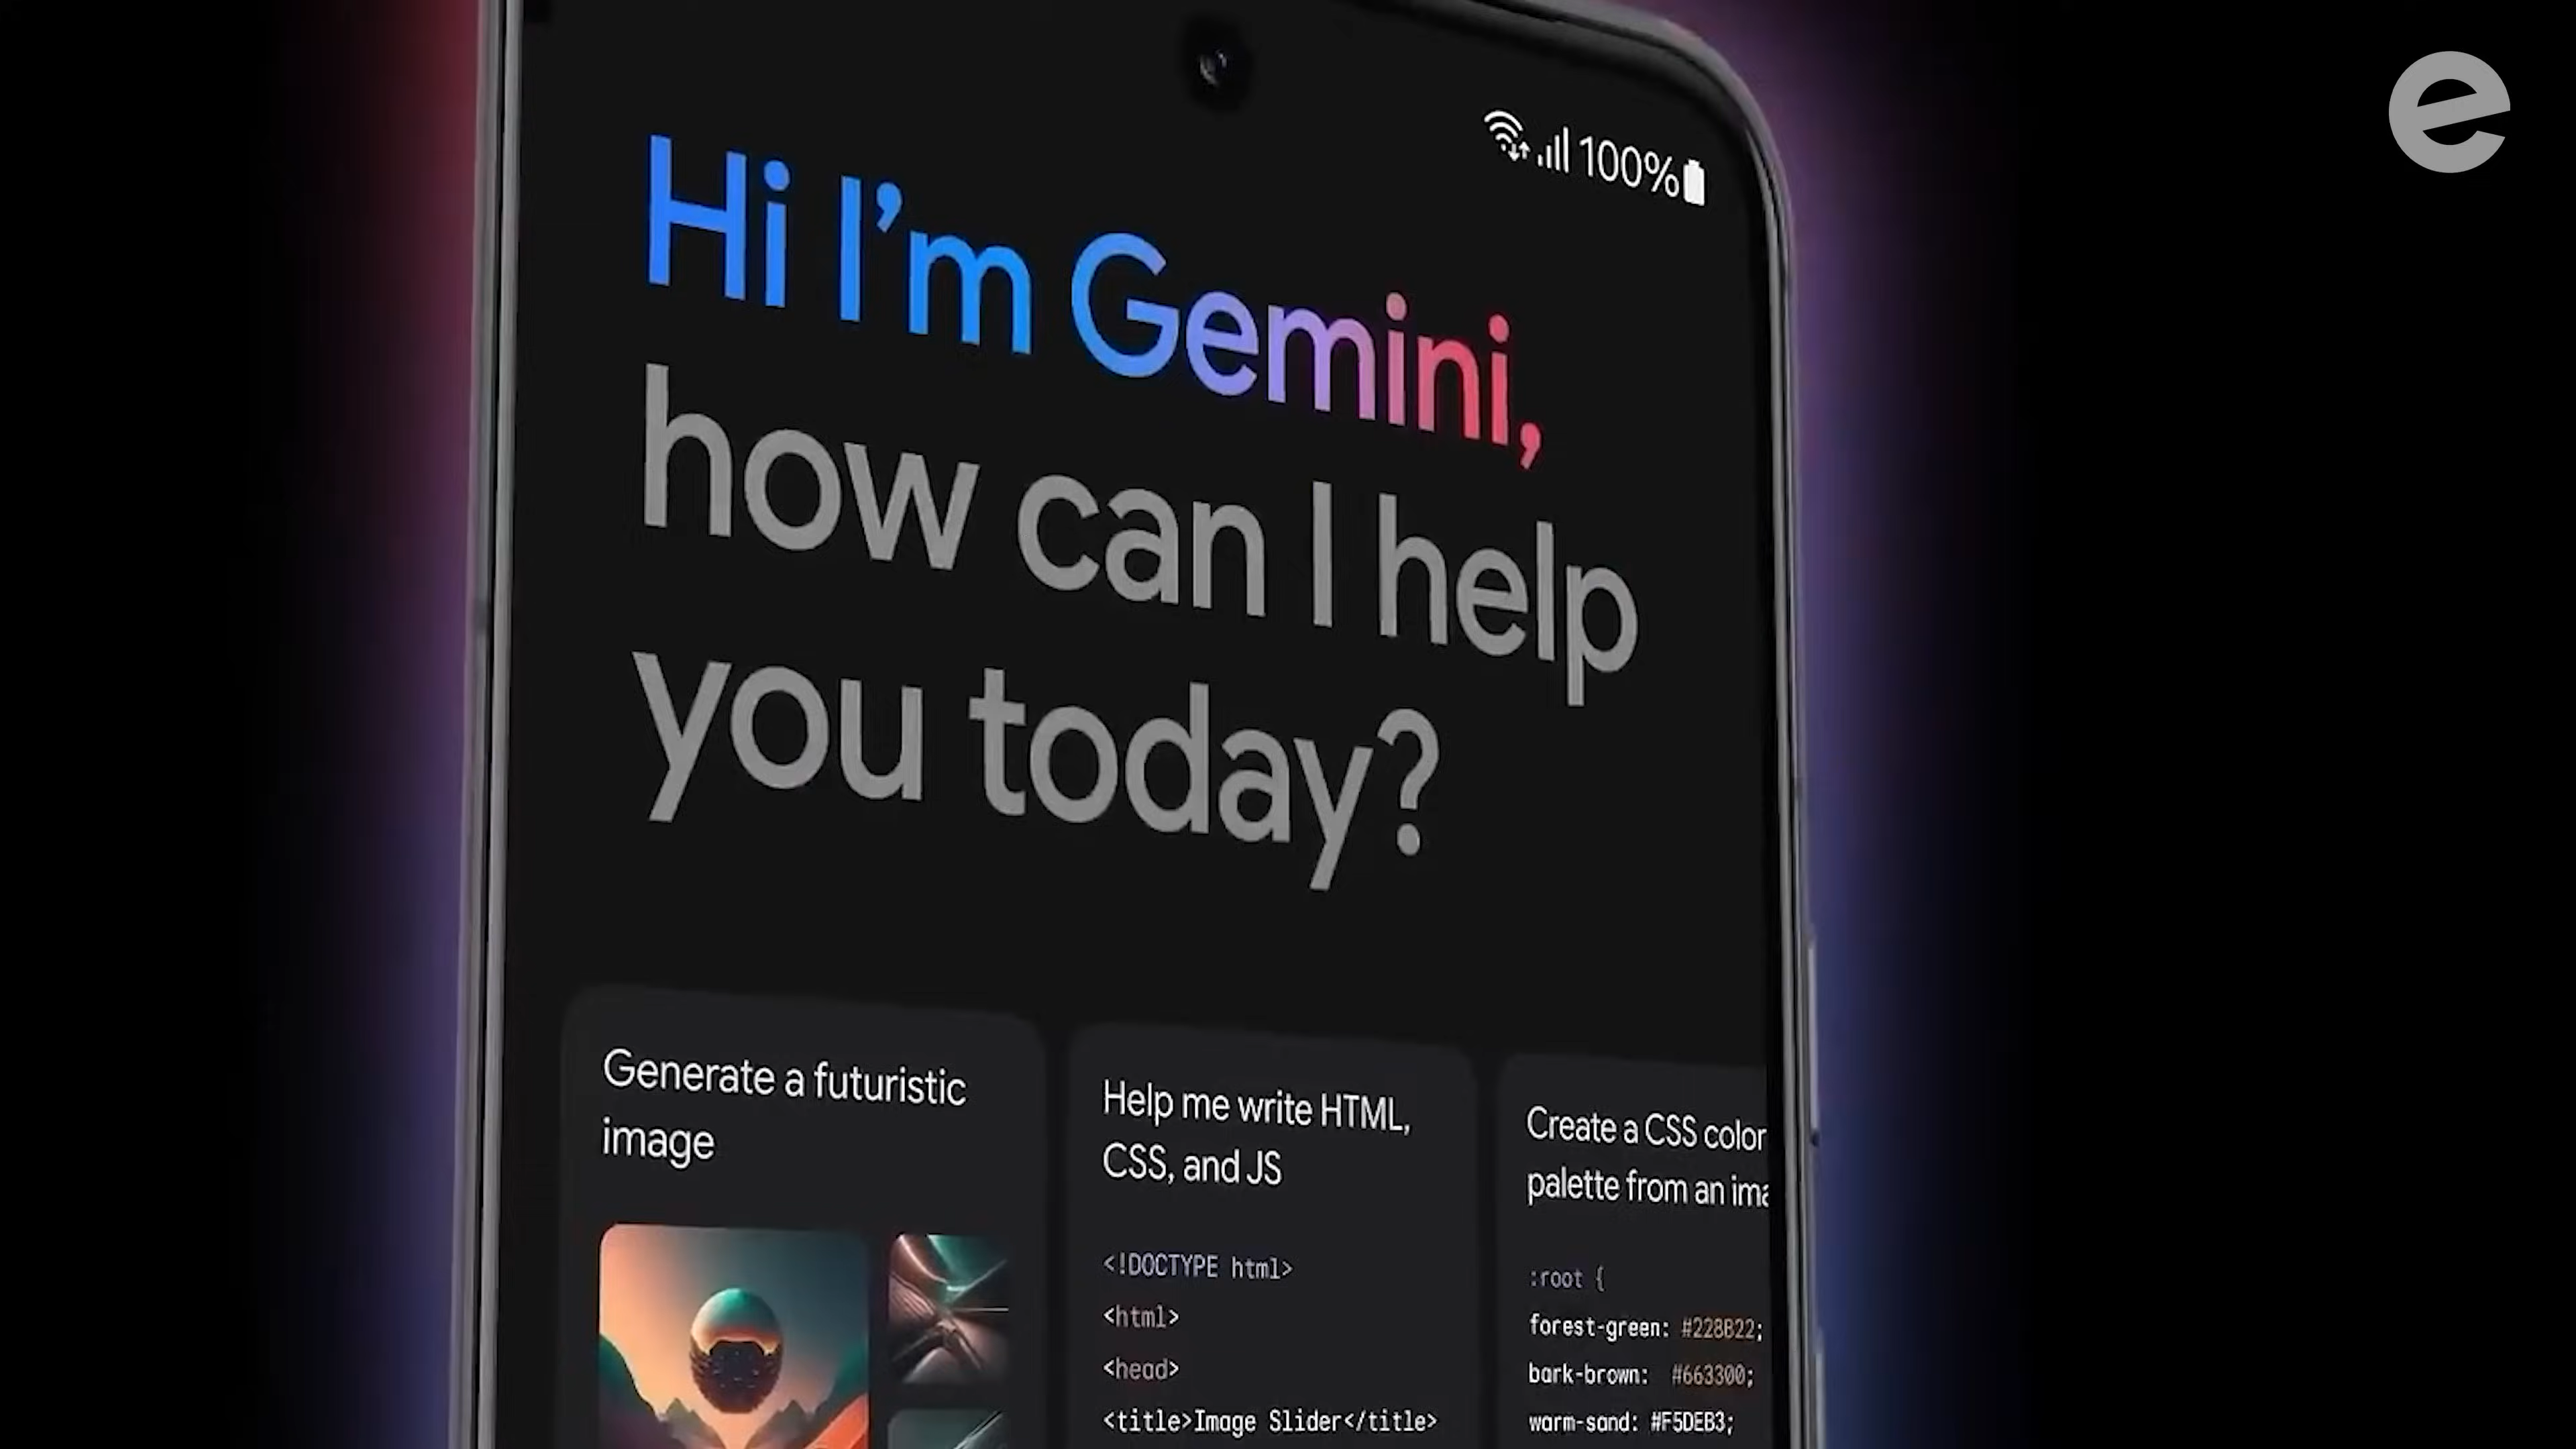 e
100%
Hi I'm Gemini,
how can I help
you today?
Generate a futuristic
image
Help me write HTML,
CSS, and JS
<!DOCTYPE html>
<html>
<head>
<title>Image Slider</title>
Create a CSS color
palette from an
:root {
forest-green: #228B22;
bark-brown: #663300;
warm-sand: #F5DEB3;